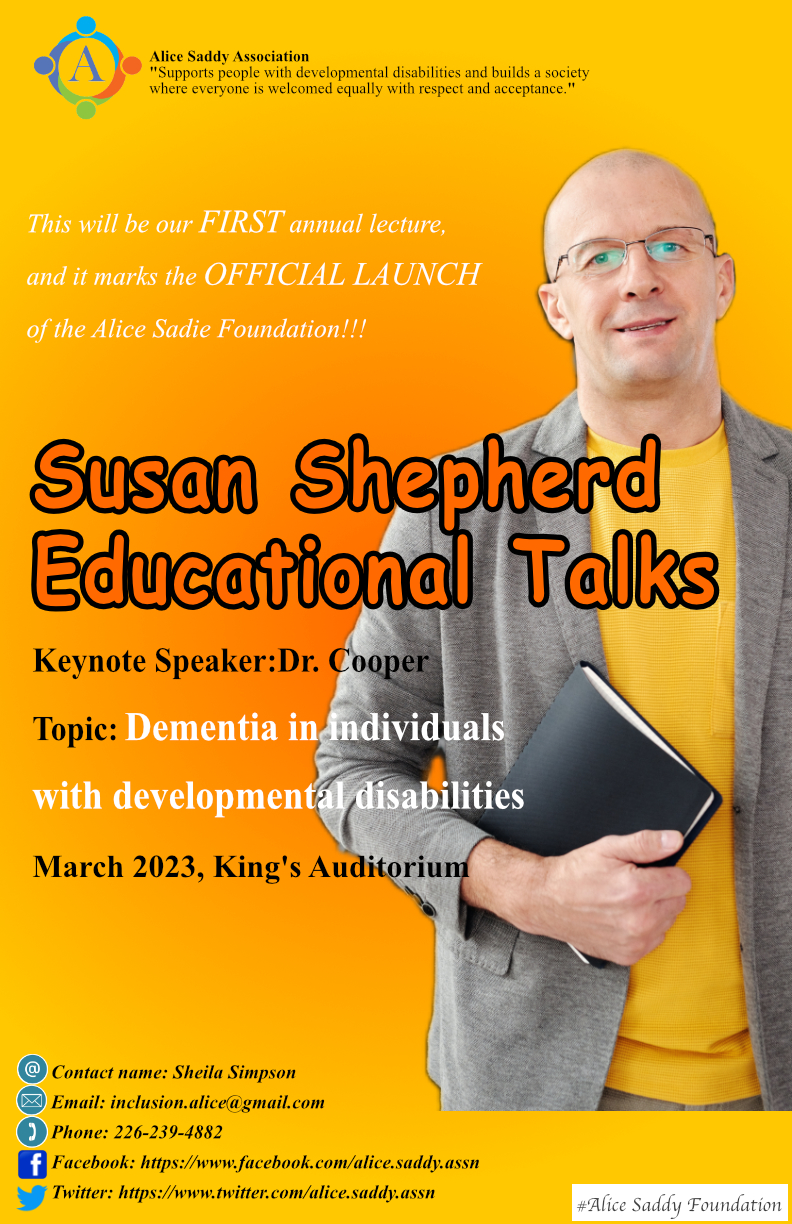 A
Alice Saddy Association
"Supports people with developmental disabilities and builds a society
where everyone is welcomed equally with respect and acceptance."
This will be our FIRST annual lecture,
and it marks the OFFICIAL LAUNCH
of the Alice Sadie Foundation!!!
Susan Shepherd
Educational Talks
Keynote Speaker:Dr. Cooper
Topic: Dementia in individuals
with developmental disabilities
March 2023, King's Auditorium
@ Contact name: Sheila Simpson
Email: inclusion.alice@gmail.com
Phone: 226-239-4882
f Facebook: https://www.facebook.com/alice.saddy.assn
Twitter: https://www.twitter.com/alice.saddy.assn
#Alice Saddy Foundation